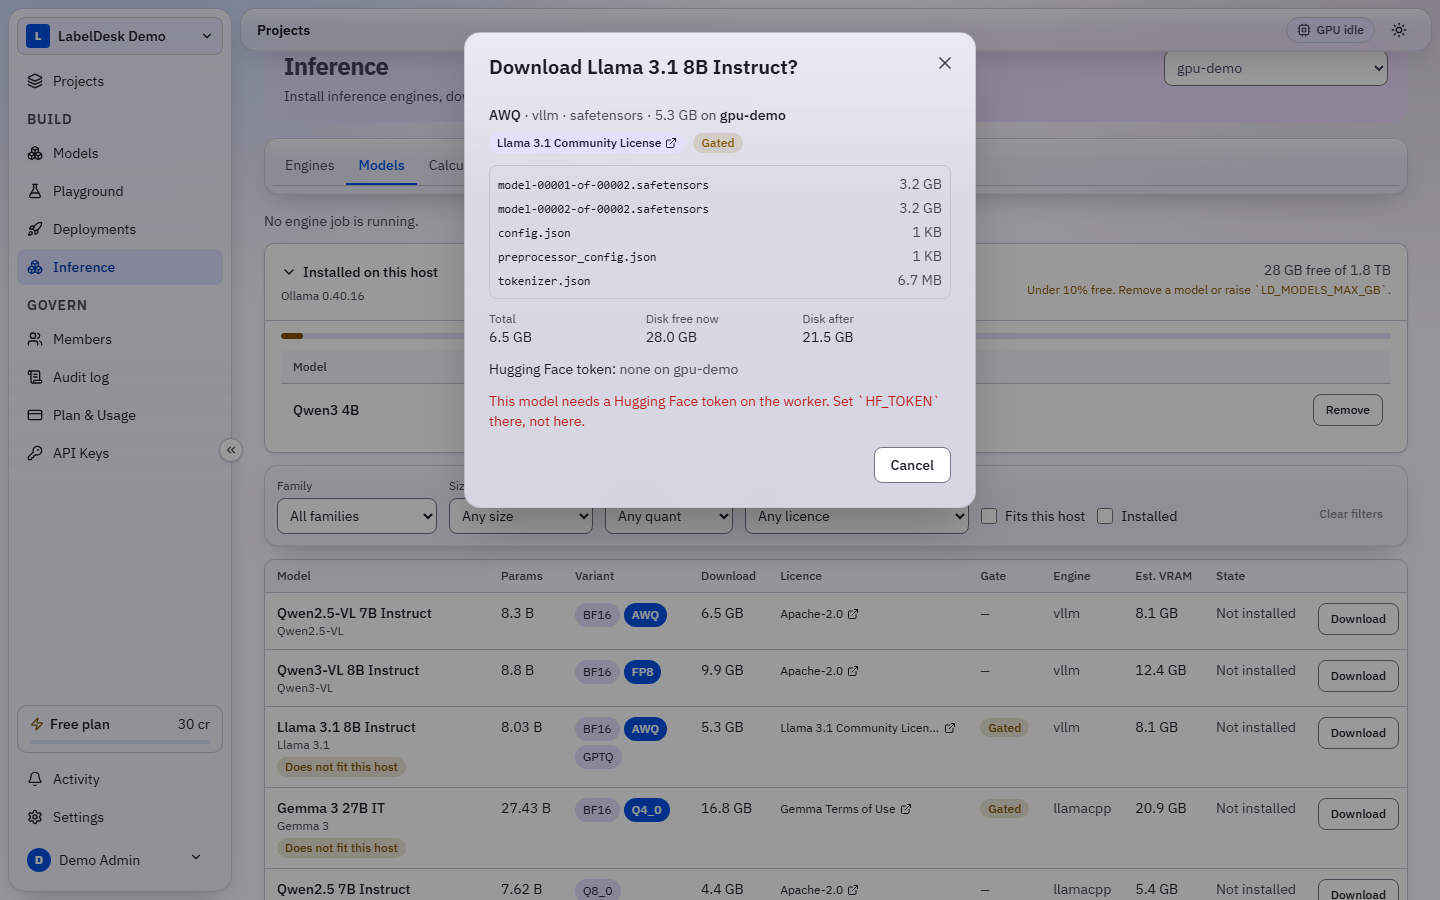 L LabelDesk Demo
Projects
BUILD
Models
Playground
Deployments
Inference
GOVERN
Members
Audit log
Plan & Usage
API Keys
Free plan 30 cr
Activity
Settings
D Demo Admin
Projects
GPU idle
Inference
Install inference engines,
gpu-demo
Engines Models
No engine job is running.
Installed on this host
Ollama 0.40.16
28 GB free of 1.8 TB
Under 10% free. Remove a model or raise `LD_MODELS_MAX_GB`.
Model
Qwen3 4B
Remove
Download Llama 3.1 8B Instruct?
AWQ · vllm · safetensors · 5.3 GB on gpu-demo
Llama 3.1 Community License Gated
model-00001-of-00002.safetensors 3.2 GB
model-00002-of-00002.safetensors 3.2 GB
config.json 1 KB
preprocessor_config.json 1 KB
tokenizer.json 6.7 MB
Total Disk free now Disk after
6.5 GB 28.0 GB 21.5 GB
Hugging Face token: none on gpu-demo
This model needs a Hugging Face token on the worker. Set `HF_TOKEN`
there, not here.
Cancel
Family
All families Any size Any quant Any licence Fits this host Installed Clear filters
Model Params Variant Download Licence Gate Engine Est. VRAM State
Qwen2.5-VL 7B Instruct 8.3 B BF16 AWQ 6.5 GB Apache-2.0 – vllm 8.1 GB Not installed Download
Qwen2.5-VL
Qwen3-VL 8B Instruct 8.8 B BF16 FP8 9.9 GB Apache-2.0 – vllm 12.4 GB Not installed Download
Qwen3-VL
Llama 3.1 8B Instruct 8.03 B BF16 AWQ 5.3 GB Llama 3.1 Community Licen... Gated vllm 8.1 GB Not installed Download
Llama 3.1 GPTQ
Does not fit this host
Gemma 3 27B IT 27.43 B BF16 Q4_0 16.8 GB Gemma Terms of Use Gated llamacpp 20.9 GB Not installed Download
Gemma 3
Does not fit this host
Qwen2.5 7B Instruct 7.62 B Q8_0 4.4 GB Apache-2.0 – llamacpp 5.4 GB Not installed Download